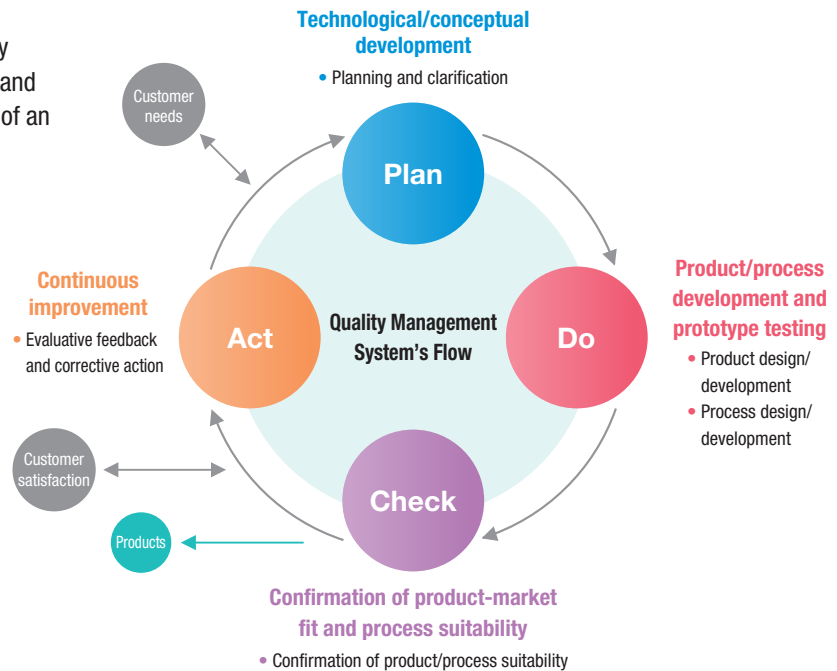 Technological/conceptual
development
• Planning and clarification
y
and
of an
Customer
needs
Plan
Continuous
improvement
• Evaluative feedback
and corrective action
Act
Quality Management
System's Flow
Do
Product/process
development and
prototype testing
• Product design/
development
• Process design/
development
Customer
satisfaction
Products
Check
Confirmation of product-market
fit and process suitability
• Confirmation of product/process suitability